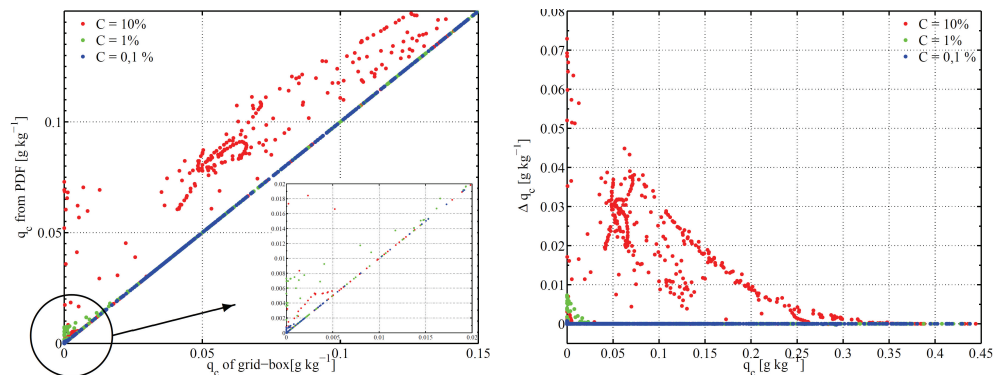 C = 10%
C = 1%
C = 0,1 %
0.1
0.05
0
0 0.05 0.1 0.15
q_c from PDF [g kg⁻¹]
q_c of grid−box[g kg⁻¹]
0.02
0.018
0.016
0.014
0.012
0.01
0.008
0.006
0.004
0.002
0
0 0.005 0.01 0.015 0.02
C = 10%
C = 1%
C = 0,1 %
0.08
0.07
0.06
0.05
0.04
0.03
0.02
0.01
0
0 0.05 0.1 0.15 0.2 0.25 0.3 0.35 0.4 0.45
Δ q_c [g kg⁻¹]
q_c [g kg⁻¹]